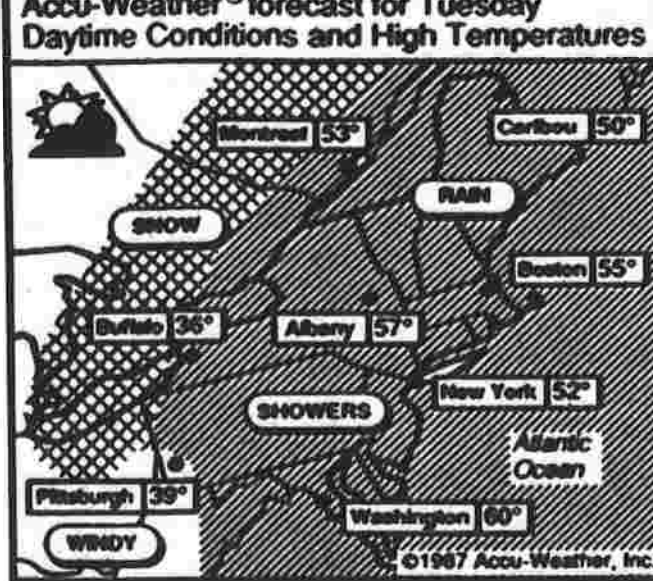 Accu-Weather® forecast for Tuesday
Daytime Conditions and High Temperatures
Montreal 53°
Caribou 50°
RAIN
SNOW
Boston 55°
Buffalo 36°
Albany 57°
New York 52°
SHOWERS
Atlantic
Ocean
Pittsburgh 39°
Washington 60°
WINDY
©1987 Accu-Weather, Inc.